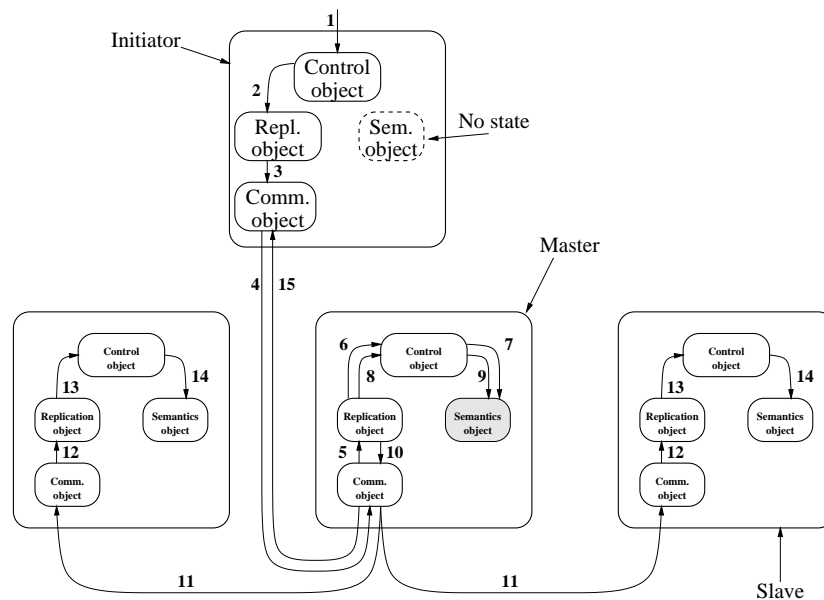 1
Initiator
Control
object
2
Repl.
object
Sem.
object
No state
3
Comm.
object
Master
4
15
Control
object
13
14
Replication
object
Semantics
object
12
Comm.
object
6
Control
object
7
8
9
Replication
object
Semantics
object
5
10
Comm.
object
Control
object
13
14
Replication
object
Semantics
object
12
Comm.
object
11
11
Slave